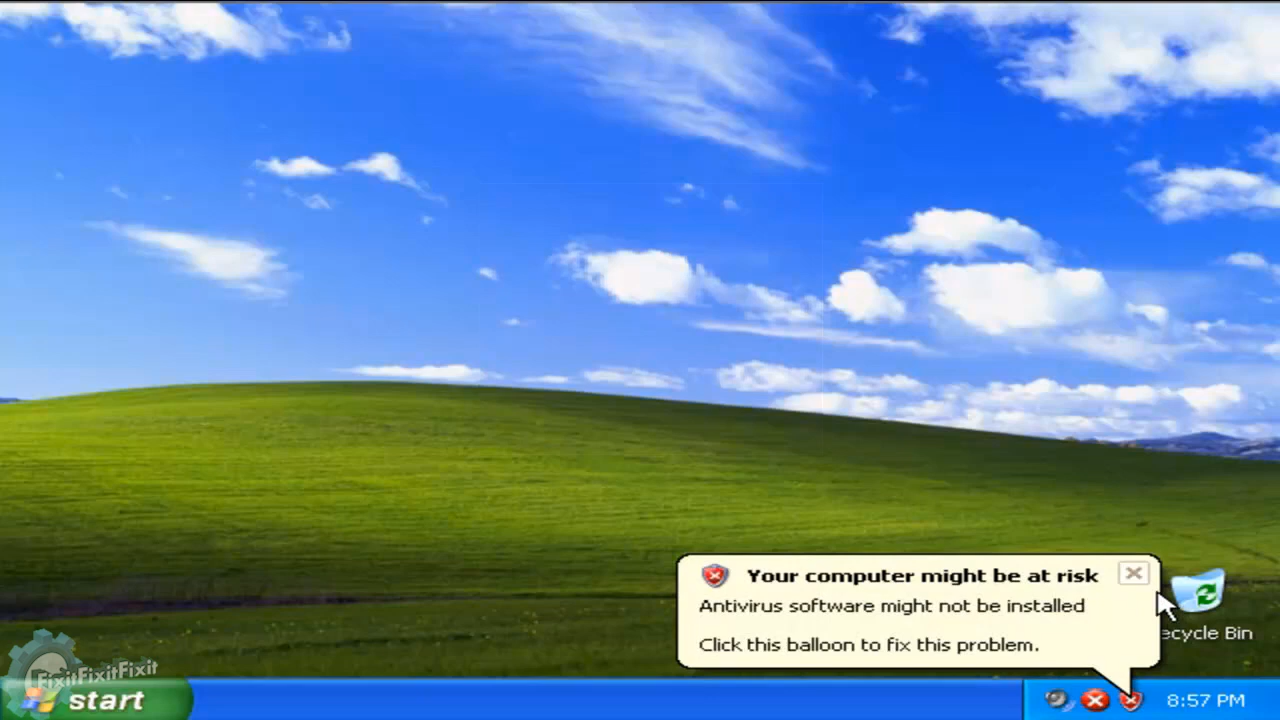 Your computer might be at risk
Antivirus software might not be installed
Click this balloon to fix this problem.
ecycle Bin
FixitFixitFixit
start
8:57 PM